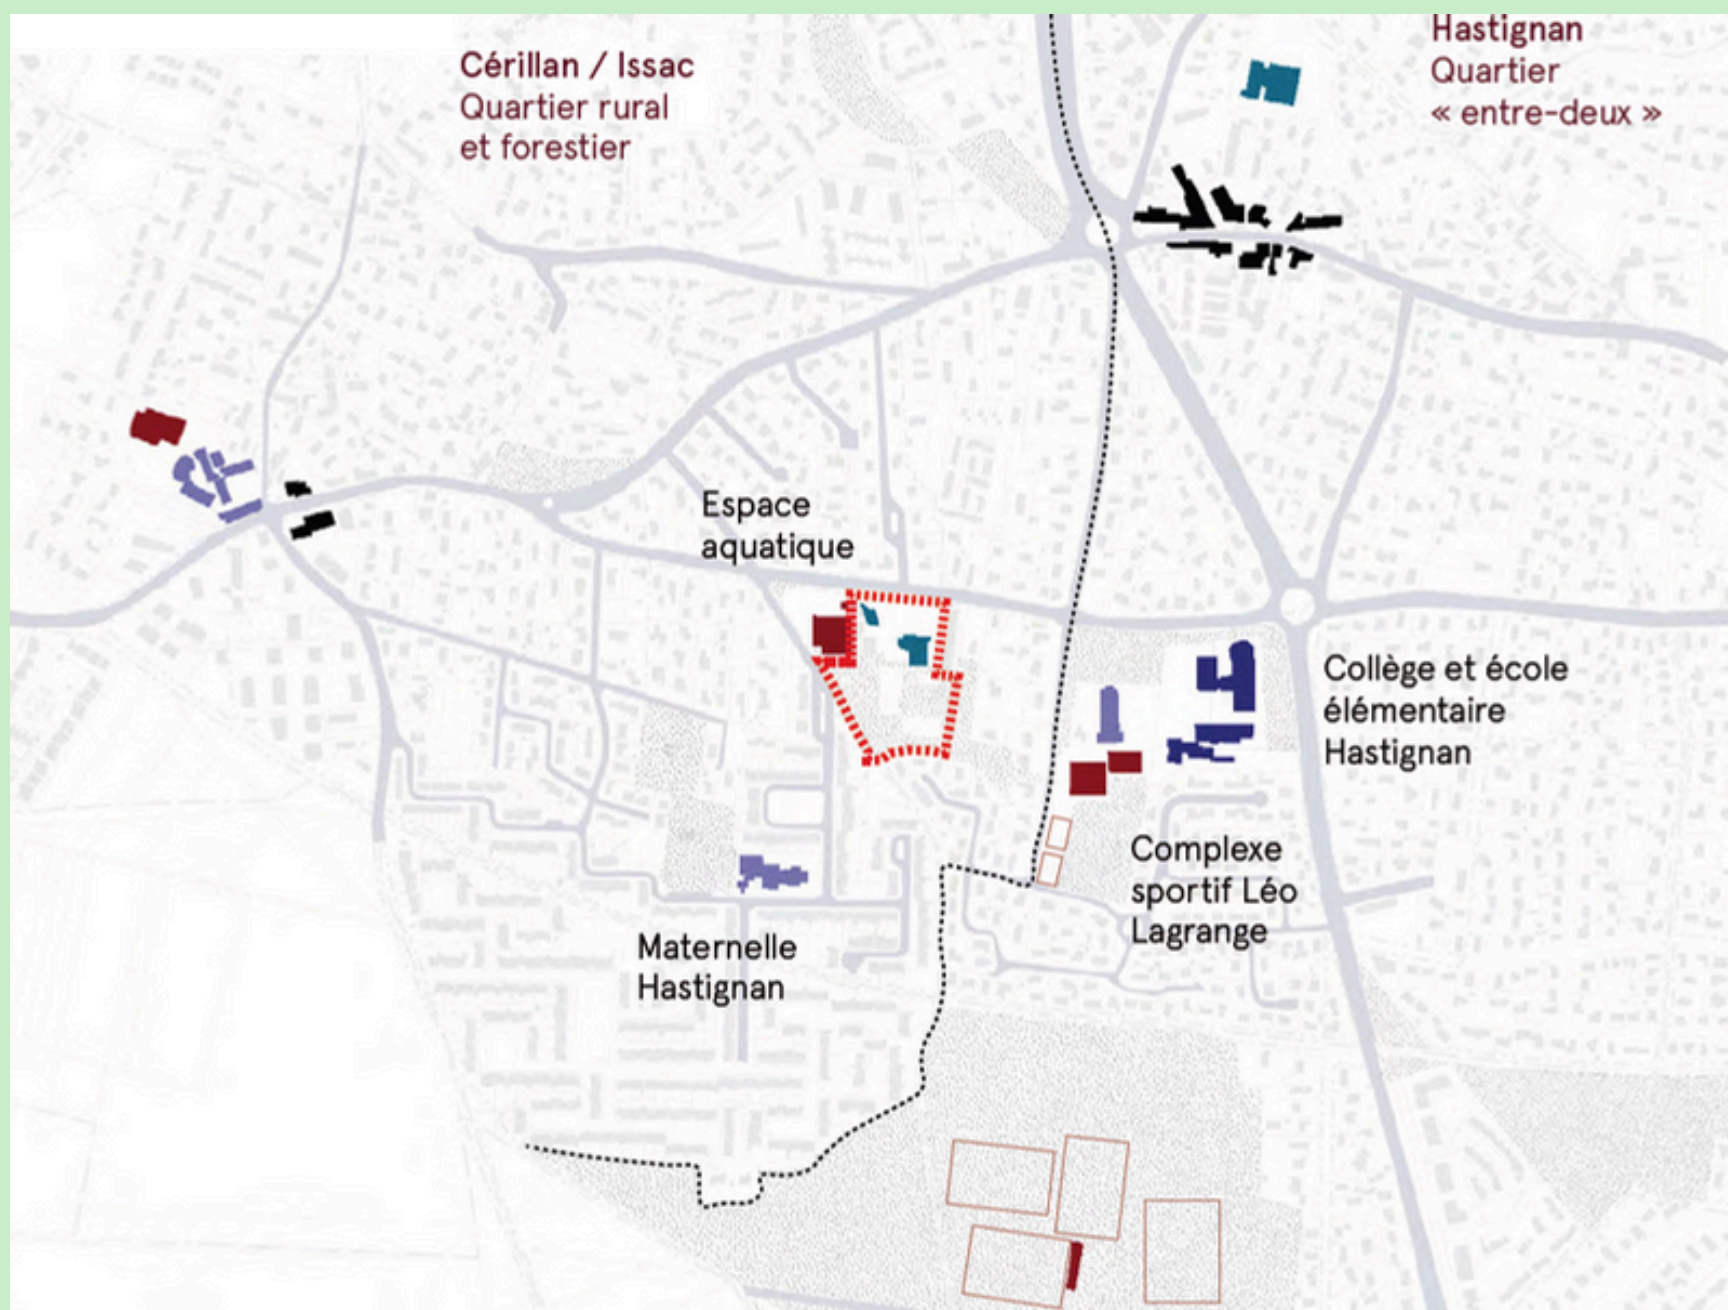 Cérillan / Issac
Quartier rural
et forestier
Hastignan
Quartier
« entre-deux »
Espace
aquatique
Collège et école
élémentaire
Hastignan
Complexe
sportif Léo
Lagrange
Maternelle
Hastignan